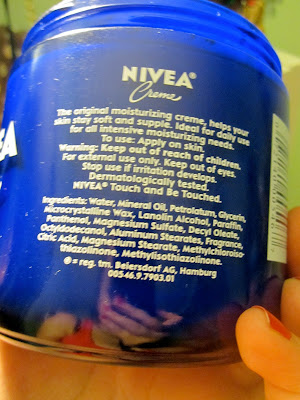 NIVEA®
Creme
The original moisturizing creme, helps your
skin stay soft and supple. Ideal for daily use
for all intensive moisturizing needs.
To use: Apply on skin.
Warning: Keep out of reach of children.
For external use only. Keep out of eyes.
Stop use if irritation develops.
Dermatologically tested.
NIVEA® Touch and Be Touched.
Ingredients: Water, Mineral Oil, Petrolatum, Glycerin,
Microcrystalline Wax, Lanolin Alcohol, Paraffin,
Panthenol, Magnesium Sulfate, Decyl Oleate,
Octyldodecanol, Aluminum Stearates, Fragrance,
Citric Acid, Magnesium Stearate, Methylchloroiso-
thiazolinone, Methylisothiazolinone.
® = reg. tm. Beiersdorf AG, Hamburg
00546.9.7903.01